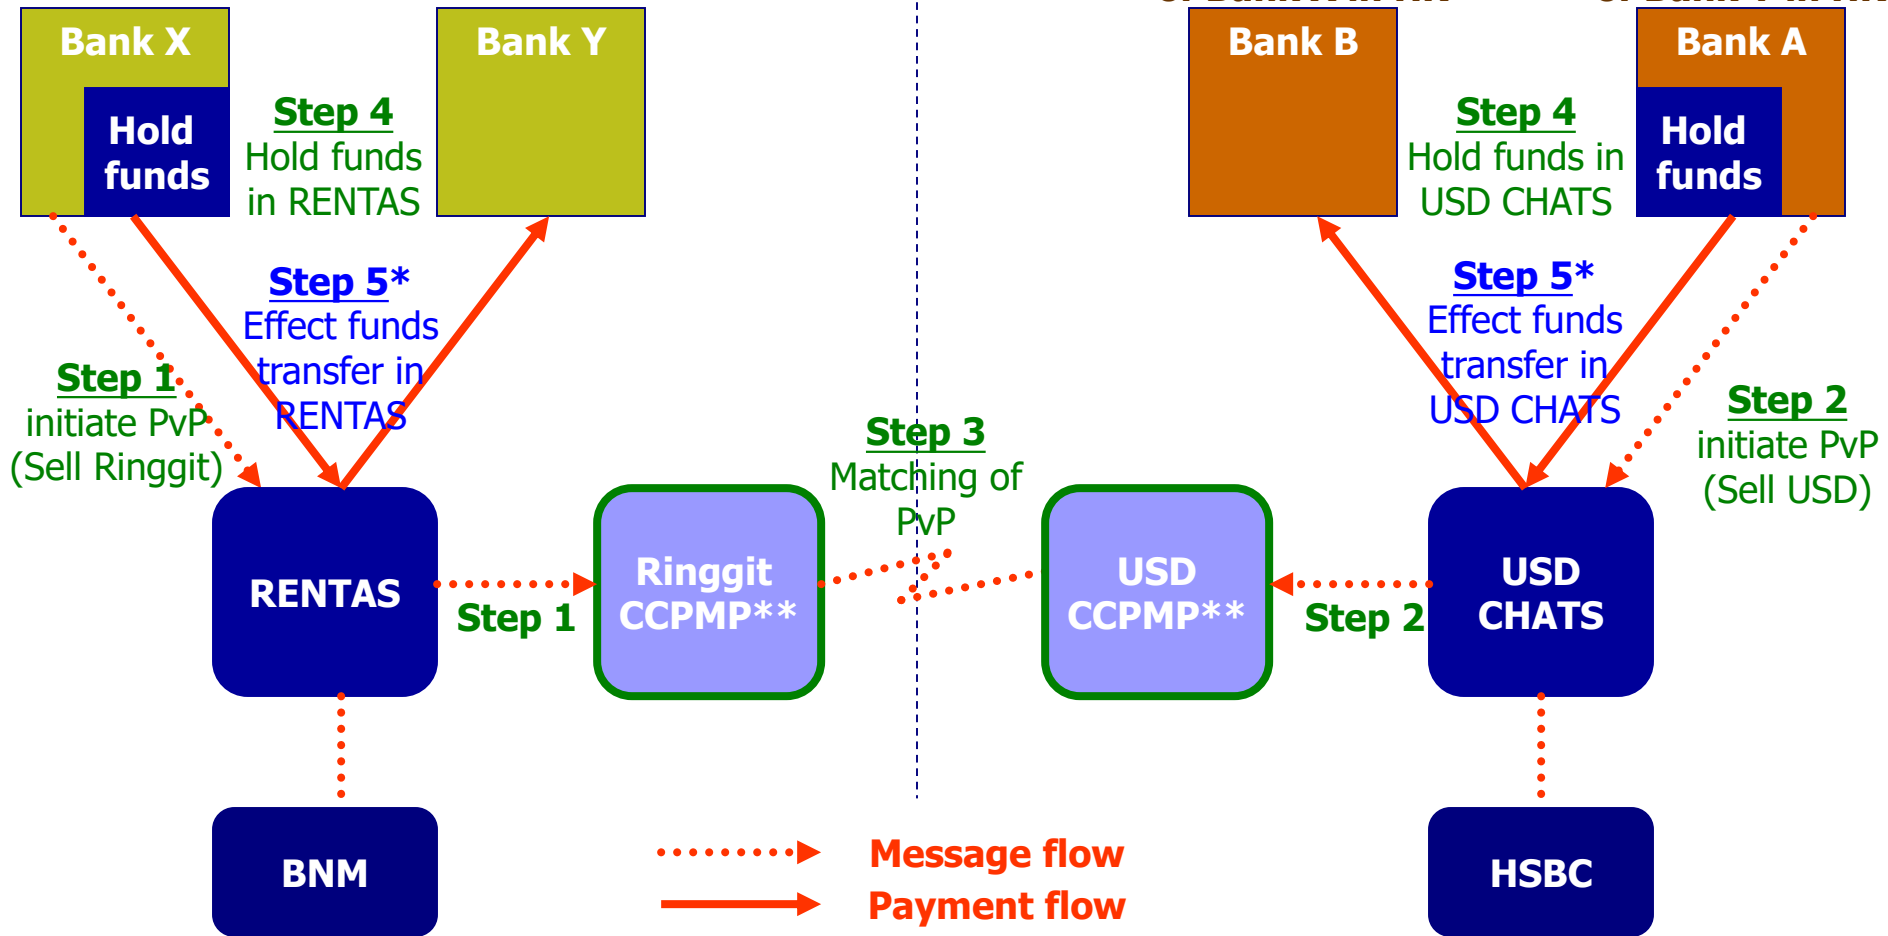 Bank X
Hold
funds
Step 4
Hold funds
in RENTAS
Bank Y
Step 5*
Effect funds
transfer in
RENTAS
Step 1
initiate PvP
(Sell Ringgit)
Bank B
Step 4
Hold funds in
USD CHATS
Bank A
Hold
funds
Step 5*
Effect funds
transfer in
USD CHATS
Step 2
initiate PvP
(Sell USD)
Step 3
Matching of
PvP
RENTAS
Step 1
Ringgit
CCPMP**
USD
CCPMP**
Step 2
USD
CHATS
BNM
HSBC
Message flow
Payment flow